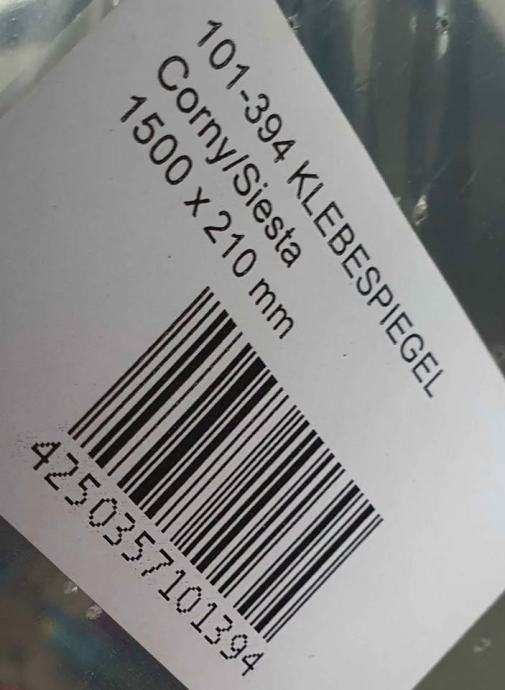 101-394 KLEBESPIEGEL
Corny/Siesta
1500 x 210 mm
4250357101394